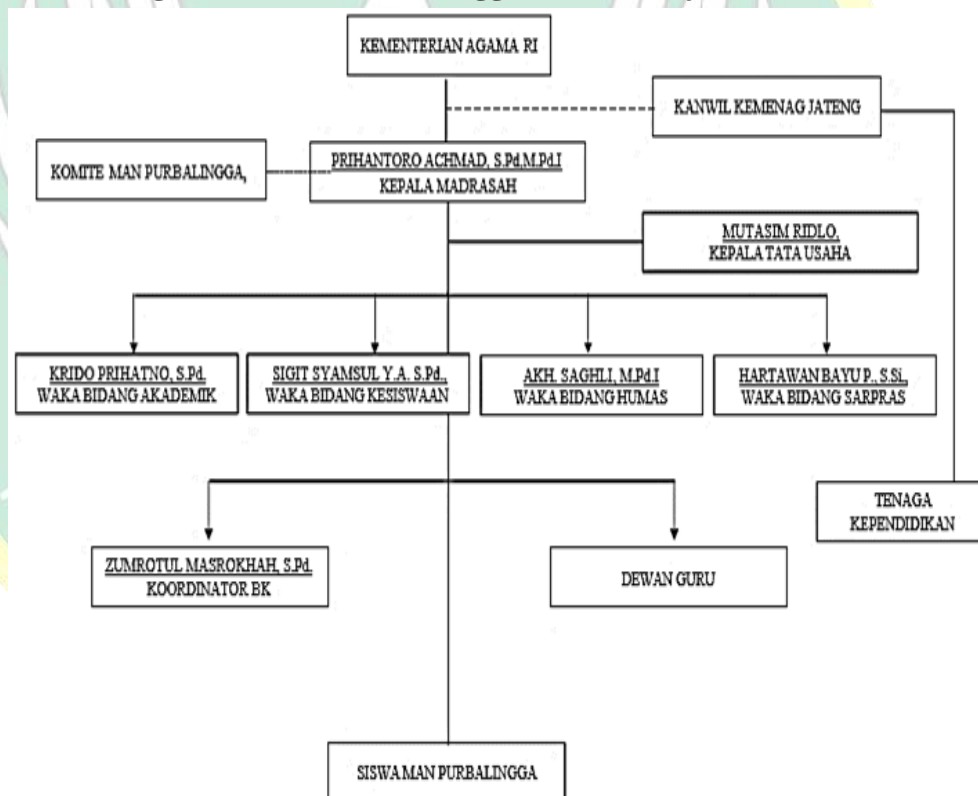 KEMENTERIAN AGAMA RI
KANWIL KEMENAG JATENG
KOMITE MAN PURBALINGGA,
PRIHANTORO ACHMAD, S.Pd,M.Pd.I
KEPALA MADRASAH
MUTASIM RIDLO,
KEPALA TATA USAHA
KRIDO PRIHATNO, S.Pd.
WAKA BIDANG AKADEMIK
SIGIT SYAMSUL Y.A. S.Pd.,
WAKA BIDANG KESISWAAN
AKH. SAGHLI, M.Pd.I
WAKA BIDANG HUMAS
HARTAWAN BAYU P., S.Si.,
WAKA BIDANG SARPRAS
TENAGA
KEPENDIDIKAN
ZUMROTUL MASROKHAH, S.Pd.
KOORDINATOR BK
DEWAN GURU
SISWA MAN PURBALINGGA